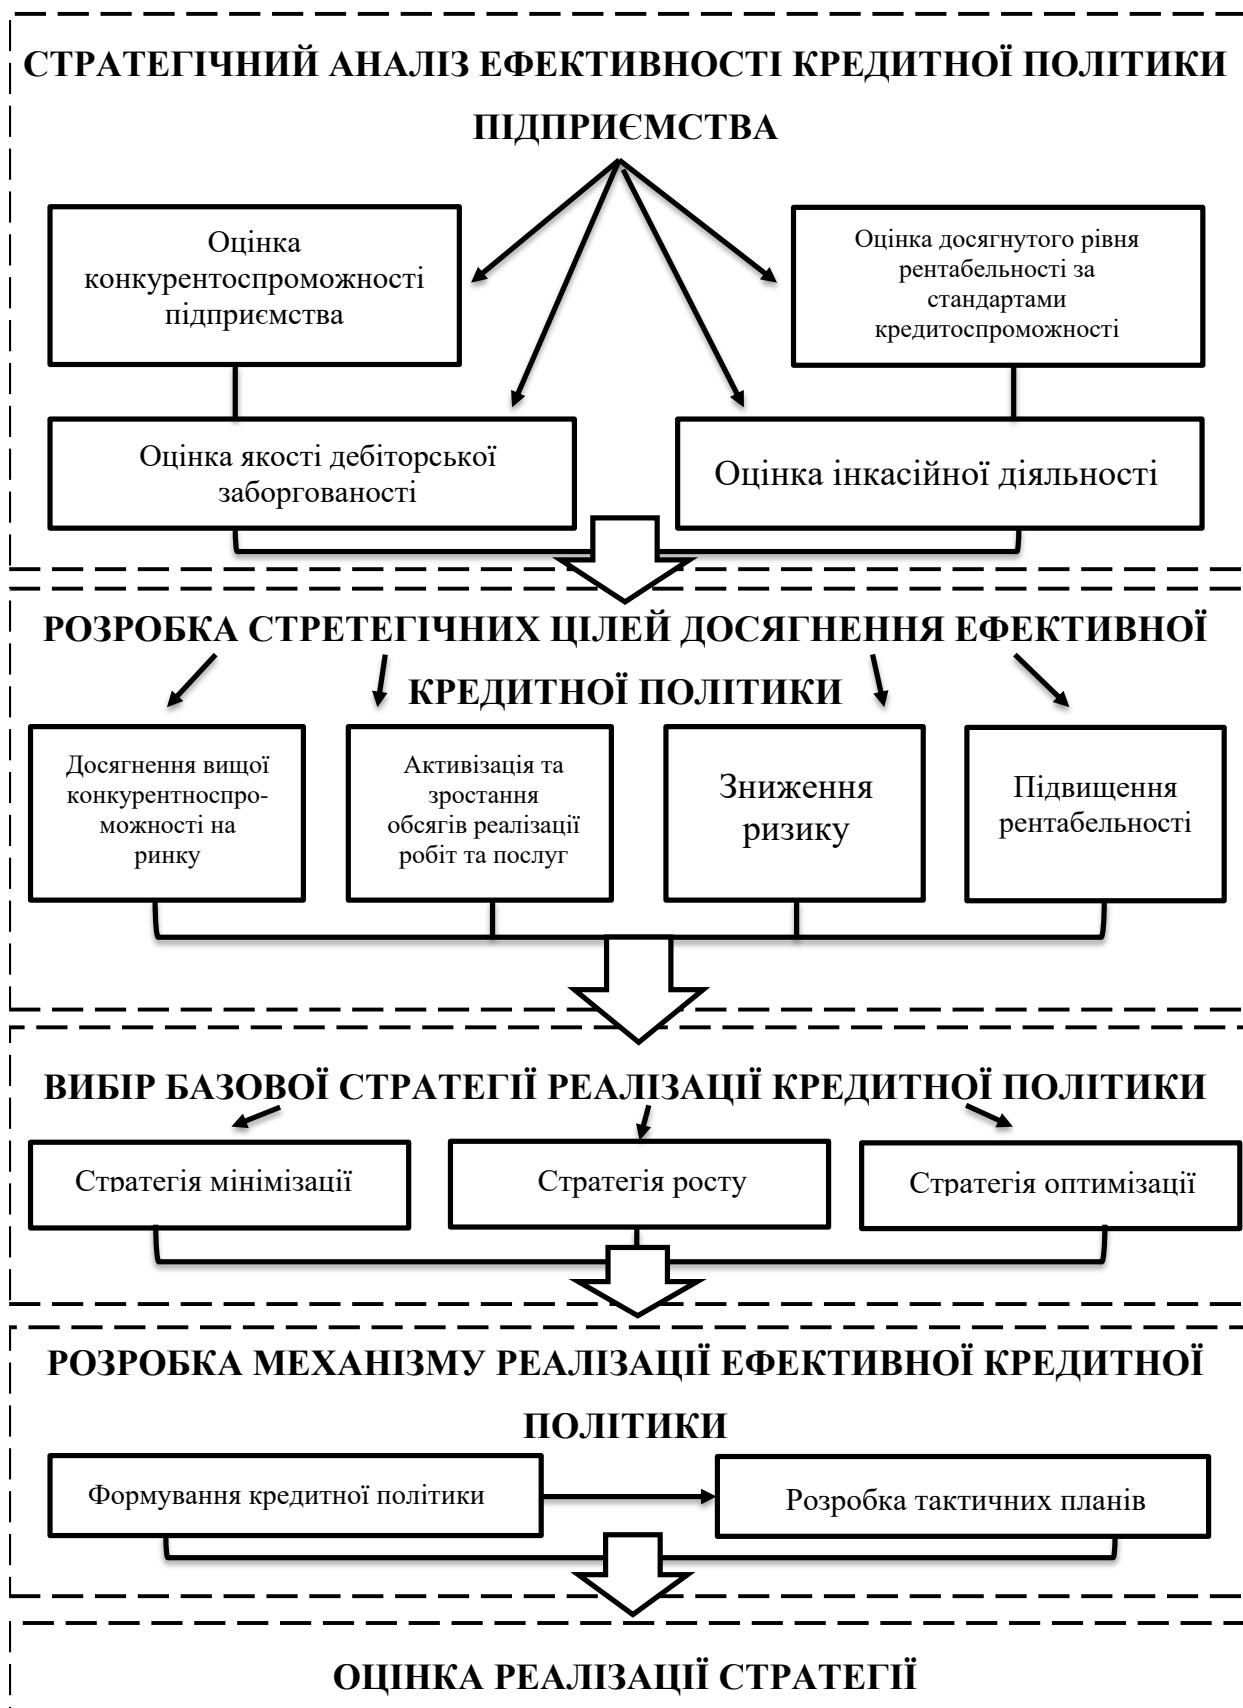 СТРАТЕГІЧНИЙ АНАЛІЗ ЕФЕКТИВНОСТІ КРЕДИТНОЇ ПОЛІТИКИ
ПІДПРИЄМСТВА
Оцінка
конкурентоспроможності
підприємства
Оцінка досягнутого рівня
рентабельності за
стандартами
кредитоспроможності
Оцінка якості дебіторської
заборгованості
Оцінка інкасійної діяльності
РОЗРОБКА СТРЕТЕГІЧНИХ ЦІЛЕЙ ДОСЯГНЕННЯ ЕФЕКТИВНОЇ
КРЕДИТНОЇ ПОЛІТИКИ
Досягнення вищої
конкурентноспро-
можності на
ринку
Активізація та
зростання
обсягів реалізації
робіт та послуг
Зниження
ризику
Підвищення
рентабельності
ВИБІР БАЗОВОЇ СТРАТЕГІЇ РЕАЛІЗАЦІЇ КРЕДИТНОЇ ПОЛІТИКИ
Стратегія мінімізації
Стратегія росту
Стратегія оптимізації
РОЗРОБКА МЕХАНІЗМУ РЕАЛІЗАЦІЇ ЕФЕКТИВНОЇ КРЕДИТНОЇ
ПОЛІТИКИ
Формування кредитної політики
Розробка тактичних планів
ОЦІНКА РЕАЛІЗАЦІЇ СТРАТЕГІЇ